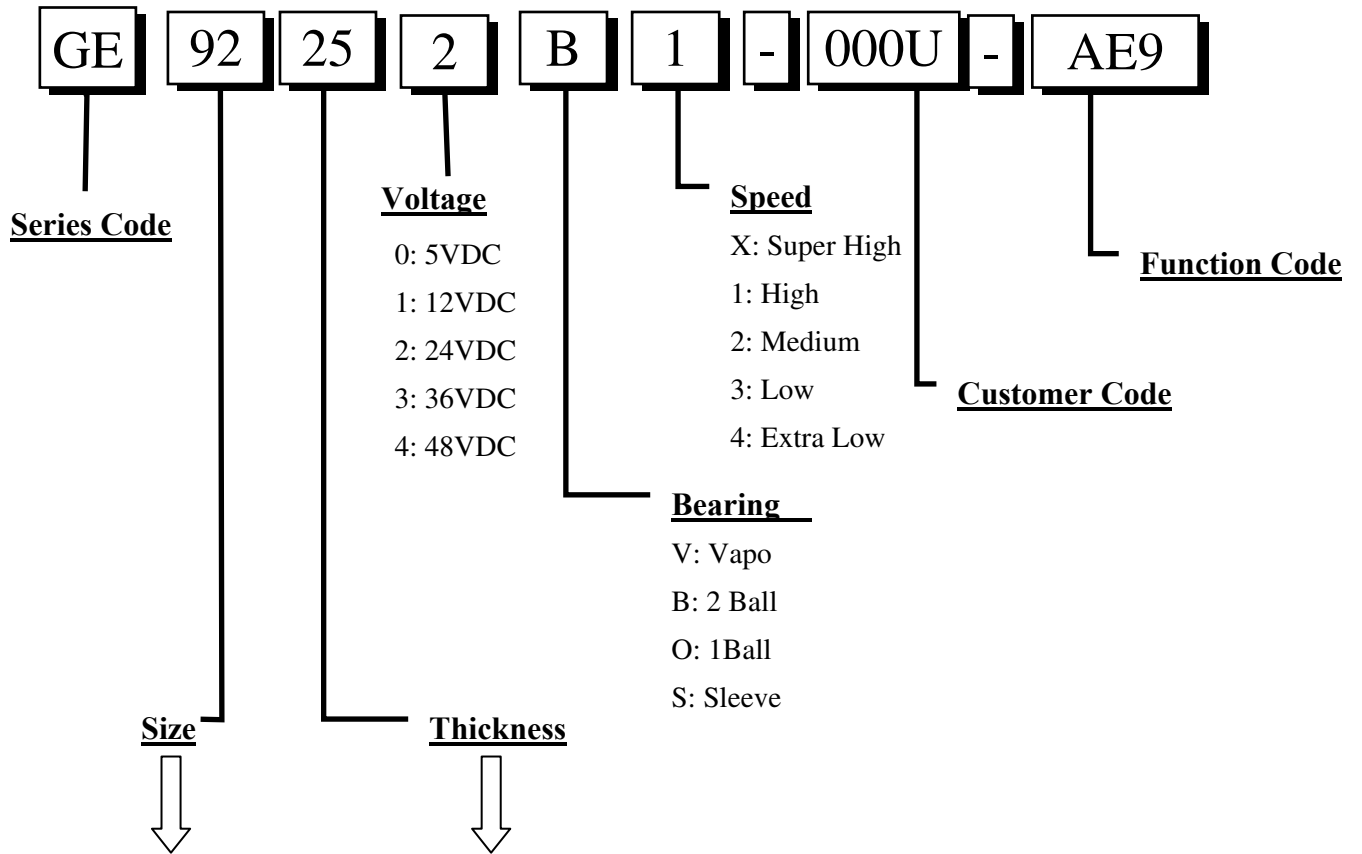 GE 92 25 2 B 1 - 000U - AE9
Series Code
Voltage
0: 5VDC
1: 12VDC
2: 24VDC
3: 36VDC
4: 48VDC
Speed
X: Super High
1: High
2: Medium
3: Low
4: Extra Low
Function Code
Customer Code
Bearing
V: Vapo
B: 2 Ball
O: 1Ball
S: Sleeve
Size
Thickness